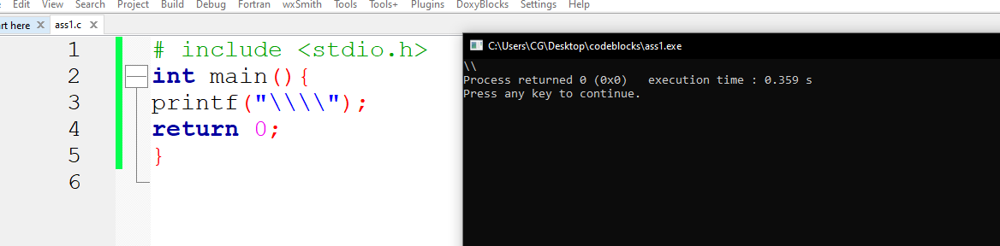 Edit View Search Project Build Debug Fortran wxSmith Tools Tools+ Plugins DoxyBlocks Settings Help
rt here ass1.c
1 # include <stdio.h>
2 int main(){
3 printf("\\\\");
4 return 0;
5 }
6
C:\Users\CG\Desktop\codeblocks\ass1.exe
\\
Process returned 0 (0x0)   execution time : 0.359 s
Press any key to continue.